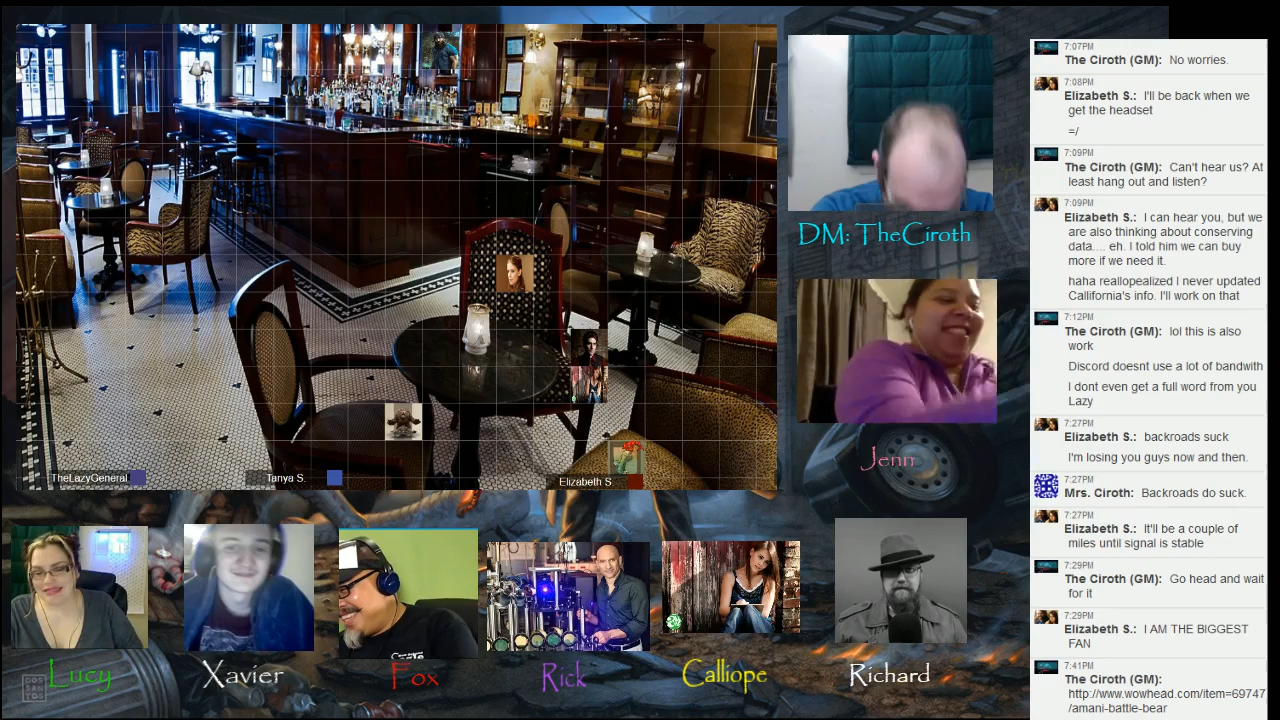 TheLazyGeneral
Tanya S.
Elizabeth S
DM: TheCiroth
Jenn
Lucy
Xavier
Fox
Rick
Calliope
Richard
DOS
SAN
TOS
7:07PM
The Ciroth (GM): No worries.
7:08PM
Elizabeth S.: I'll be back when we
get the headset
=/
7:09PM
The Ciroth (GM): Can't hear us? At
least hang out and listen?
7:09PM
Elizabeth S.: I can hear you, but we
are also thinking about conserving
data.... eh. I told him we can buy
more if we need it.
haha reallopealized I never updated
Callifornia's info. I'll work on that
7:12PM
The Ciroth (GM): lol this is also
work
Discord doesnt use a lot of bandwith
I dont even get a full word from you
Lazy
7:27PM
Elizabeth S.: backroads suck
I'm losing you guys now and then.
7:27PM
Mrs. Ciroth: Backroads do suck.
7:27PM
Elizabeth S.: it'll be a couple of
miles until signal is stable
7:29PM
The Ciroth (GM): Go head and wait
for it
7:29PM
Elizabeth S.: I AM THE BIGGEST
FAN
7:41PM
The Ciroth (GM):
http://www.wowhead.com/item=69747
/amani-battle-bear